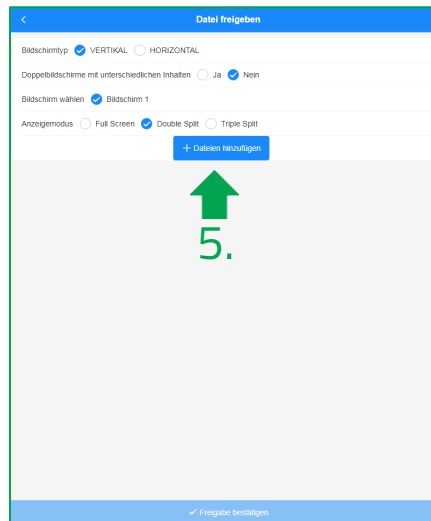 Datei freigeben
Bildschirmtyp VERTIKAL HORIZONTAL
Doppelbildschirme mit unterschiedlichen Inhalten Ja Nein
Bildschirm wählen Bildschirm 1
Anzeigemodus Full Screen Double Split Triple Split
+ Dateien hinzufügen
5.
Freigabe bestätigen